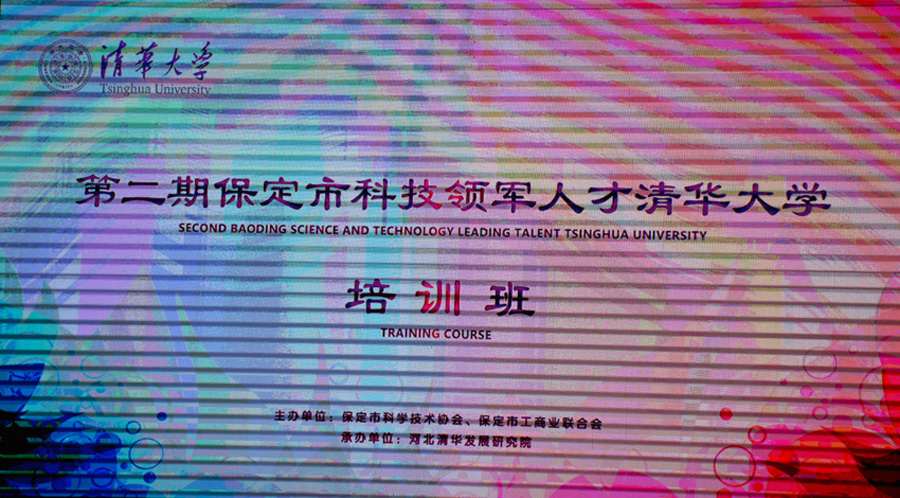 清華大学
Tsinghua University
第二期保定市科技领军人才清华大学
SECOND BAODING SCIENCE AND TECHNOLOGY LEADING TALENT TSINGHUA UNIVERSITY
培训班
TRAINING COURSE
主办单位：保定市科学技术协会、保定市工商业联合会
承办单位：河北清华发展研究院